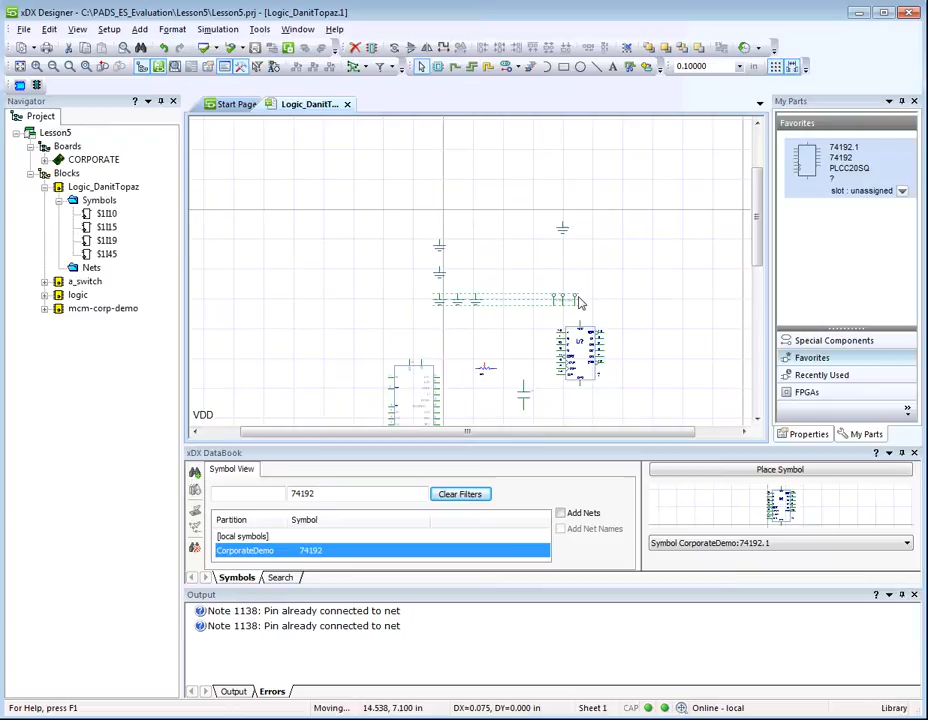 xDX Designer - C:\PADS_ES_Evaluation\Lesson5\Lesson5.prj - [Logic_DanitTopaz.1]
File Edit View Setup Add Format Simulation Tools Window Help
0.10000 in
Navigator
Project
Lesson5
Boards
CORPORATE
Blocks
Logic_DanitTopaz
Symbols
$1I10
$1I15
$1I19
$1I45
Nets
a_switch
logic
mcm-corp-demo
Start Page
Logic_DanitT...
U?
VDD
My Parts
Favorites
74192.1
74192
PLCC20SQ
?
slot : unassigned
Special Components
Favorites
Recently Used
FPGAs
Properties
My Parts
xDX DataBook
Symbol View
74192
Clear Filters
Partition Symbol
[local symbols]
CorporateDemo 74192
Add Nets
Add Net Names
Symbols
Search
Place Symbol
Symbol CorporateDemo:74192.1
Output
Note 1138: Pin already connected to net
Note 1138: Pin already connected to net
Output
Errors
For Help, press F1
Moving...
14.538, 7.100 in
DX=0.075, DY=0.000 in
Sheet 1
CAP
Online - local
Library